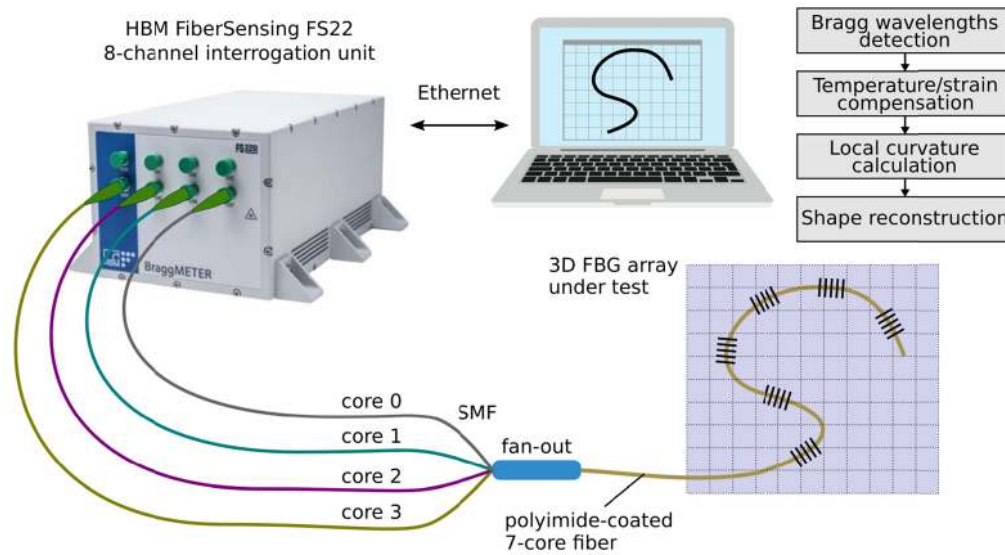 HBM FiberSensing FS22
8-channel interrogation unit
Ethernet
Bragg wavelengths
detection
Temperature/strain
compensation
Local curvature
calculation
Shape reconstruction
BraggMETER
3D FBG array
under test
core 0
core 1
core 2
core 3
SMF
fan-out
polyimide-coated
7-core fiber